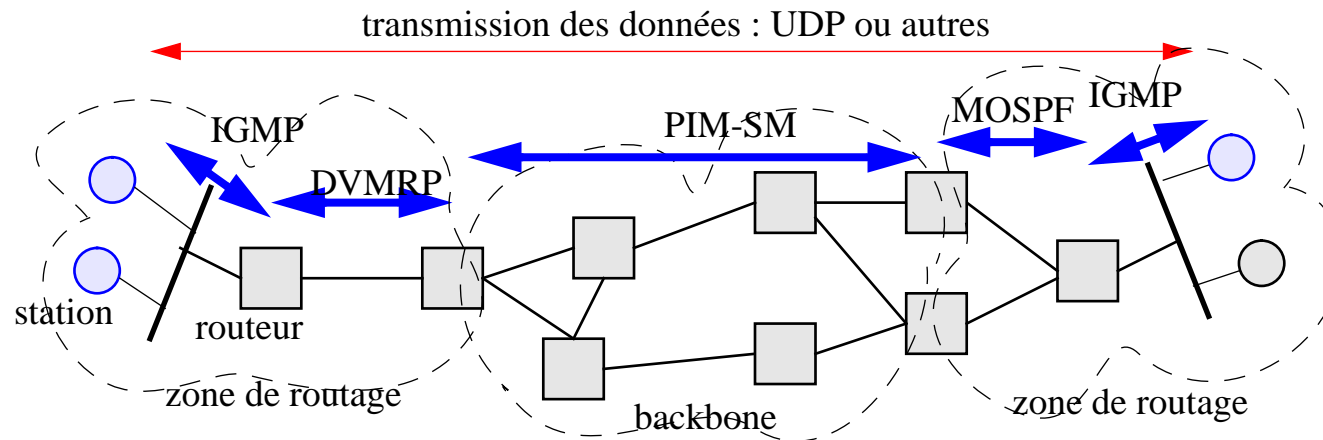 transmission des données : UDP ou autres
IGMP
DVMRP
PIM-SM
MOSPF
IGMP
station
routeur
zone de routage
backbone
zone de routage